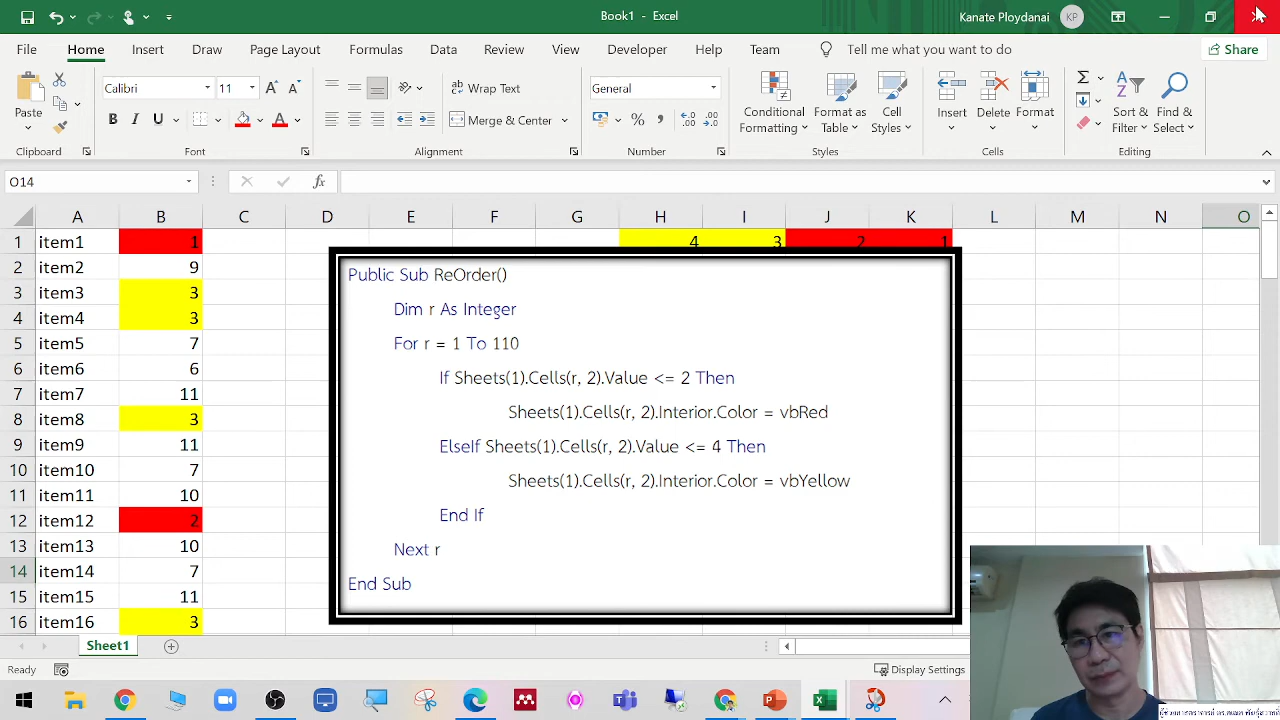 Book1 - Excel
Kanate Ploydanai KP
File Home Insert Draw Page Layout Formulas Data Review View Developer Help Team Tell me what you want to do Share
Paste
Calibri 11
Wrap Text
General
Conditional Formatting
Format as Table
Cell Styles
Insert Delete Format
Sort & Filter
Find & Select
B I U A
Merge & Center
Clipboard Font Alignment Number Styles Cells Editing
O14 fx
A B C D E F G H I J K L M N O
1 item1 1 4 3 2 1
2 item2 9
3 item3 3
4 item4 3
5 item5 7
6 item6 6
7 item7 11
8 item8 3
9 item9 11
10 item10 7
11 item11 10
12 item12 2
13 item13 10
14 item14 7
15 item15 11
16 item16 3
Public Sub ReOrder()
Dim r As Integer
For r = 1 To 110
If Sheets(1).Cells(r, 2).Value <= 2 Then
Sheets(1).Cells(r, 2).Interior.Color = vbRed
ElseIf Sheets(1).Cells(r, 2).Value <= 4 Then
Sheets(1).Cells(r, 2).Interior.Color = vbYellow
End If
Next r
End Sub
Sheet1
Ready Display Settings